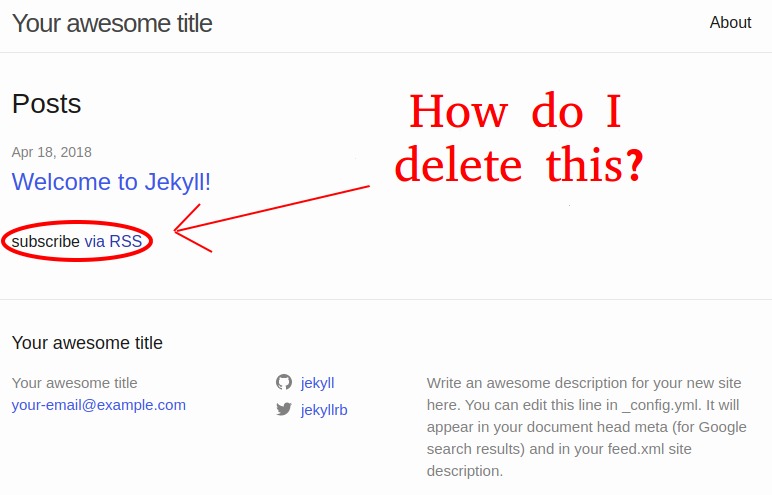 Your awesome title
About
Posts
How do I
delete this?
Apr 18, 2018
Welcome to Jekyll!
subscribe via RSS
Your awesome title
Your awesome title
your-email@example.com
jekyll
jekyllrb
Write an awesome description for your new site
here. You can edit this line in _config.yml. It will
appear in your document head meta (for Google
search results) and in your feed.xml site
description.